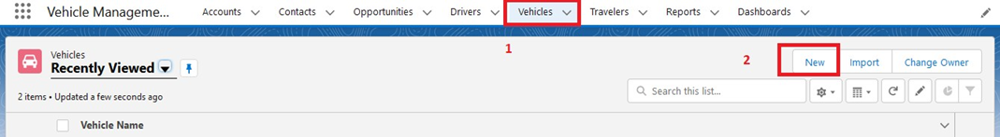 Vehicle Manageme... Accounts Contacts Opportunities Drivers Vehicles Travelers Reports Dashboards
1
Vehicles
Recently Viewed
2
New Import Change Owner
2 items • Updated a few seconds ago
Search this list...
Vehicle Name